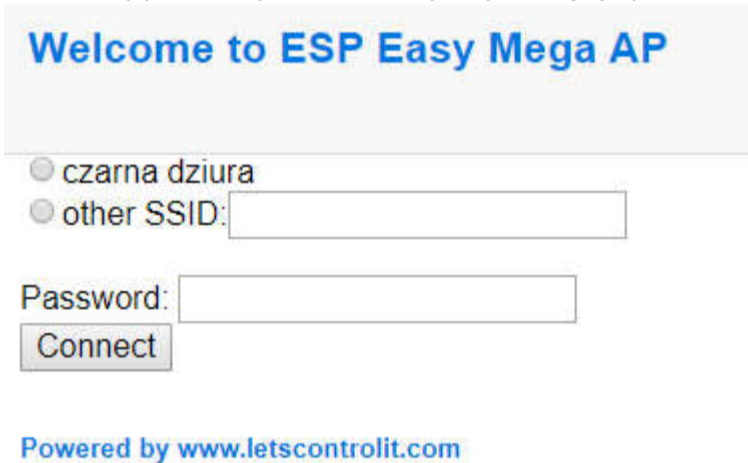 Welcome to ESP Easy Mega AP
czarna dziura
other SSID:
Password:
Connect
Powered by www.letscontrolit.com